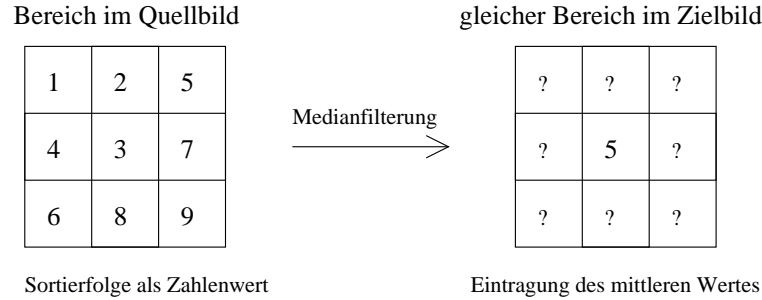 Bereich im Quellbild
gleicher Bereich im Zielbild
1 2 5
4 3 7
6 8 9
Medianfilterung
? ? ?
? 5 ?
? ? ?
Sortierfolge als Zahlenwert
Eintragung des mittleren Wertes